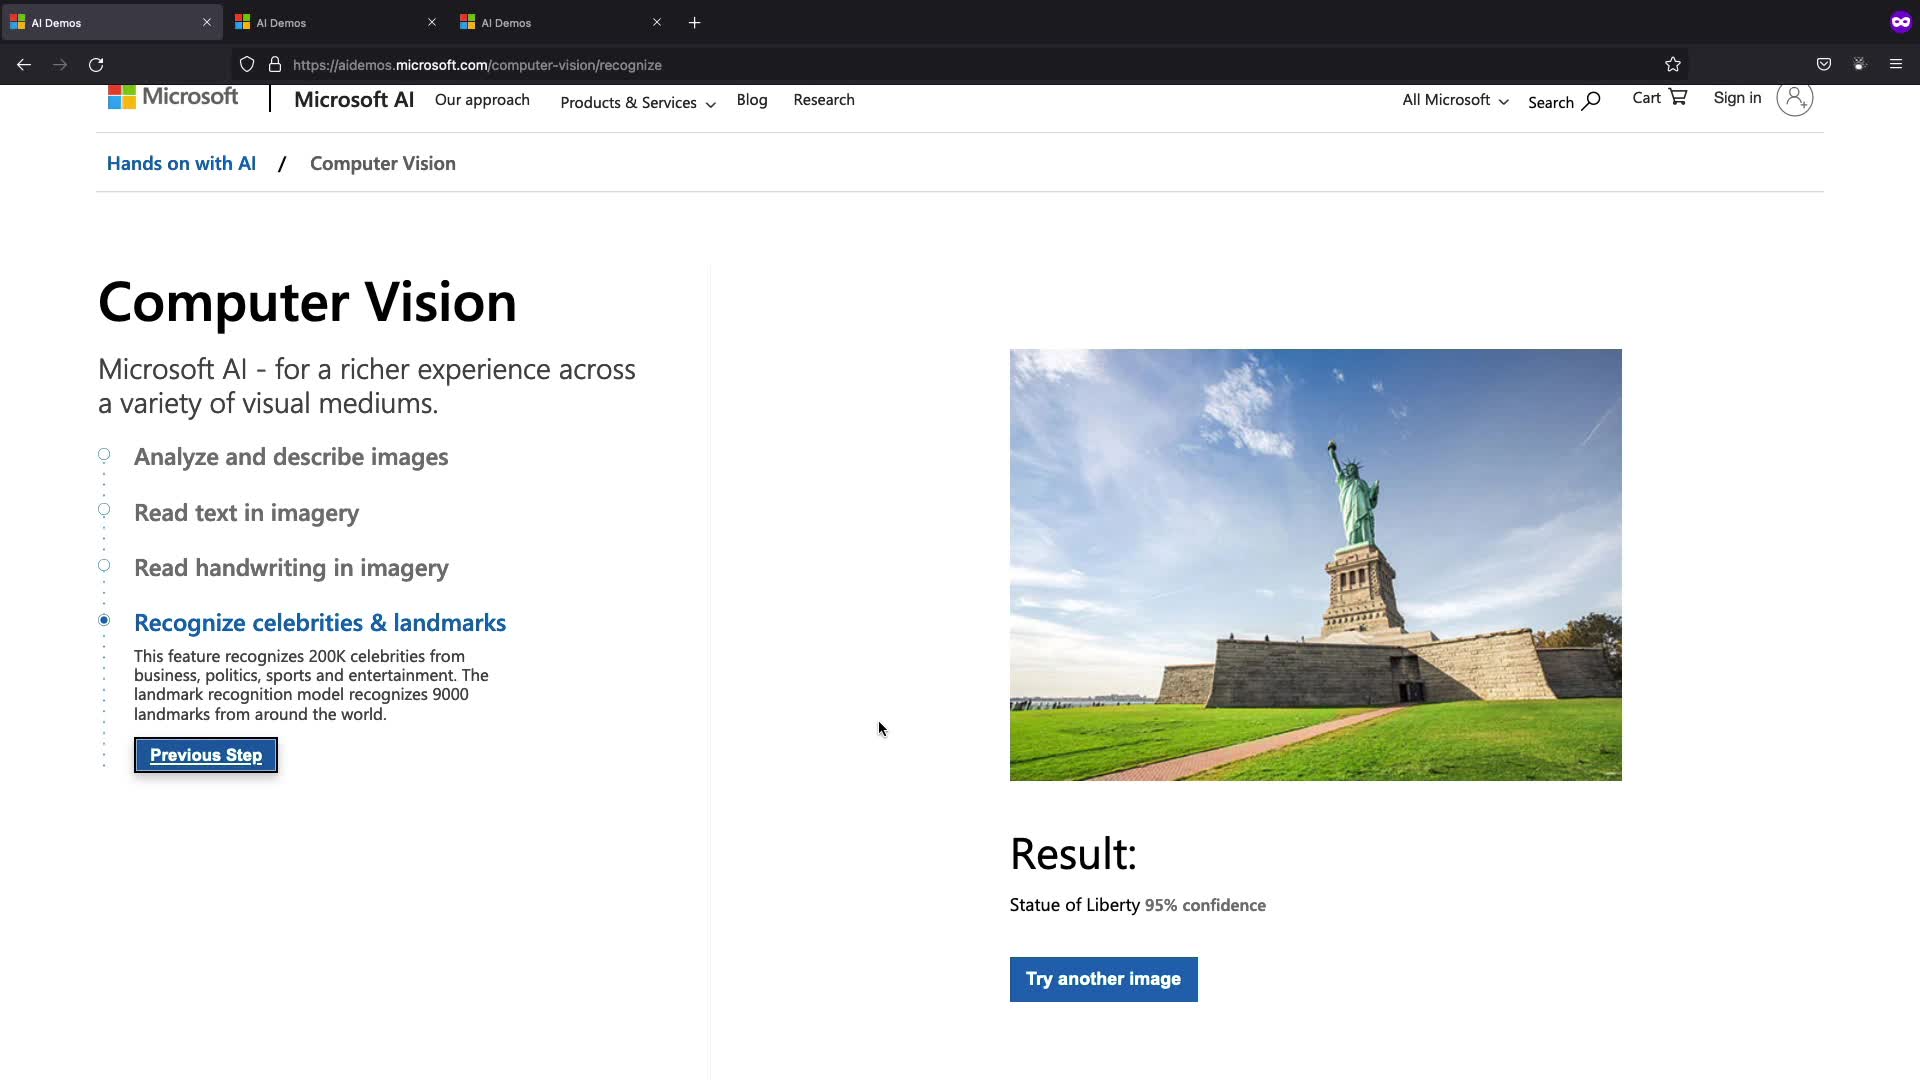 AI Demos
AI Demos
AI Demos
https://aidemos.microsoft.com/computer-vision/recognize
Microsoft
Microsoft AI
Our approach
Products & Services
Blog
Research
All Microsoft
Search
Cart
Sign in
Hands on with AI / Computer Vision
Computer Vision
Microsoft AI - for a richer experience across
a variety of visual mediums.
Analyze and describe images
Read text in imagery
Read handwriting in imagery
Recognize celebrities & landmarks
This feature recognizes 200K celebrities from
business, politics, sports and entertainment. The
landmark recognition model recognizes 9000
landmarks from around the world.
Previous Step
Result:
Statue of Liberty 95% confidence
Try another image